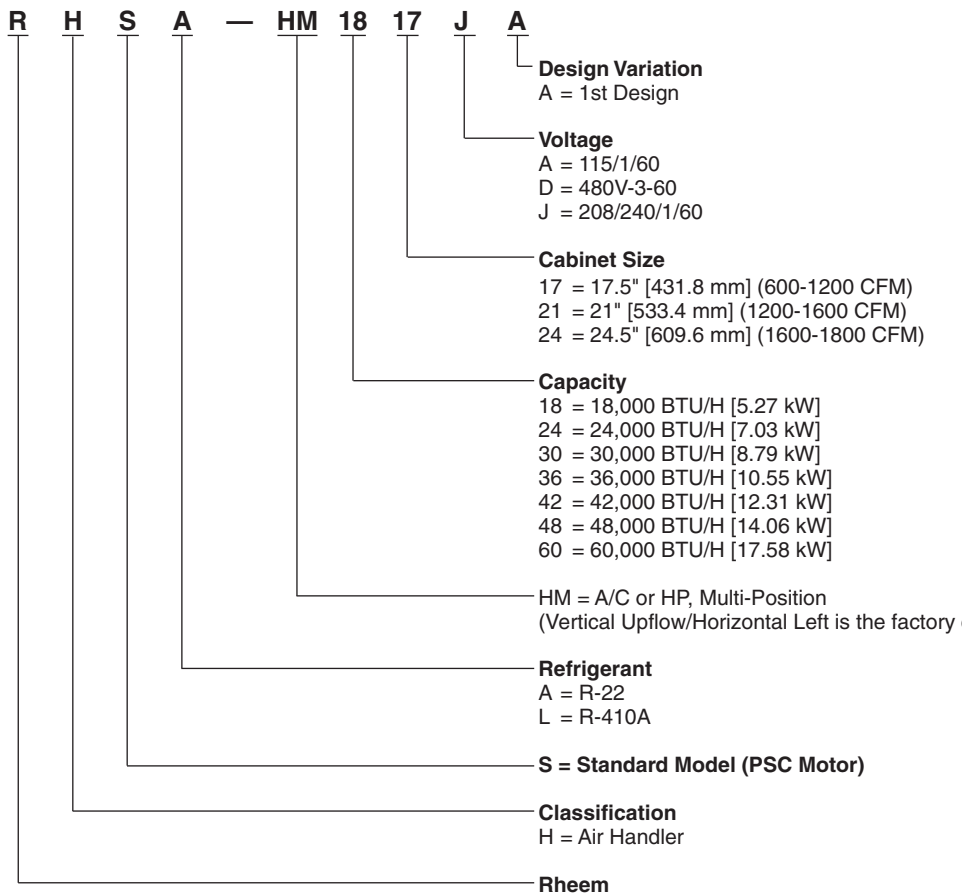 R H S A — HM 18 17 J A
Design Variation
A = 1st Design
Voltage
A = 115/1/60
D = 480V-3-60
J = 208/240/1/60
Cabinet Size
17 = 17.5" [431.8 mm] (600-1200 CFM)
21 = 21" [533.4 mm] (1200-1600 CFM)
24 = 24.5" [609.6 mm] (1600-1800 CFM)
Capacity
18 = 18,000 BTU/H [5.27 kW]
24 = 24,000 BTU/H [7.03 kW]
30 = 30,000 BTU/H [8.79 kW]
36 = 36,000 BTU/H [10.55 kW]
42 = 42,000 BTU/H [12.31 kW]
48 = 48,000 BTU/H [14.06 kW]
60 = 60,000 BTU/H [17.58 kW]
HM = A/C or HP, Multi-Position
(Vertical Upflow/Horizontal Left is the factory
Refrigerant
A = R-22
L = R-410A
S = Standard Model (PSC Motor)
Classification
H = Air Handler
Rheem